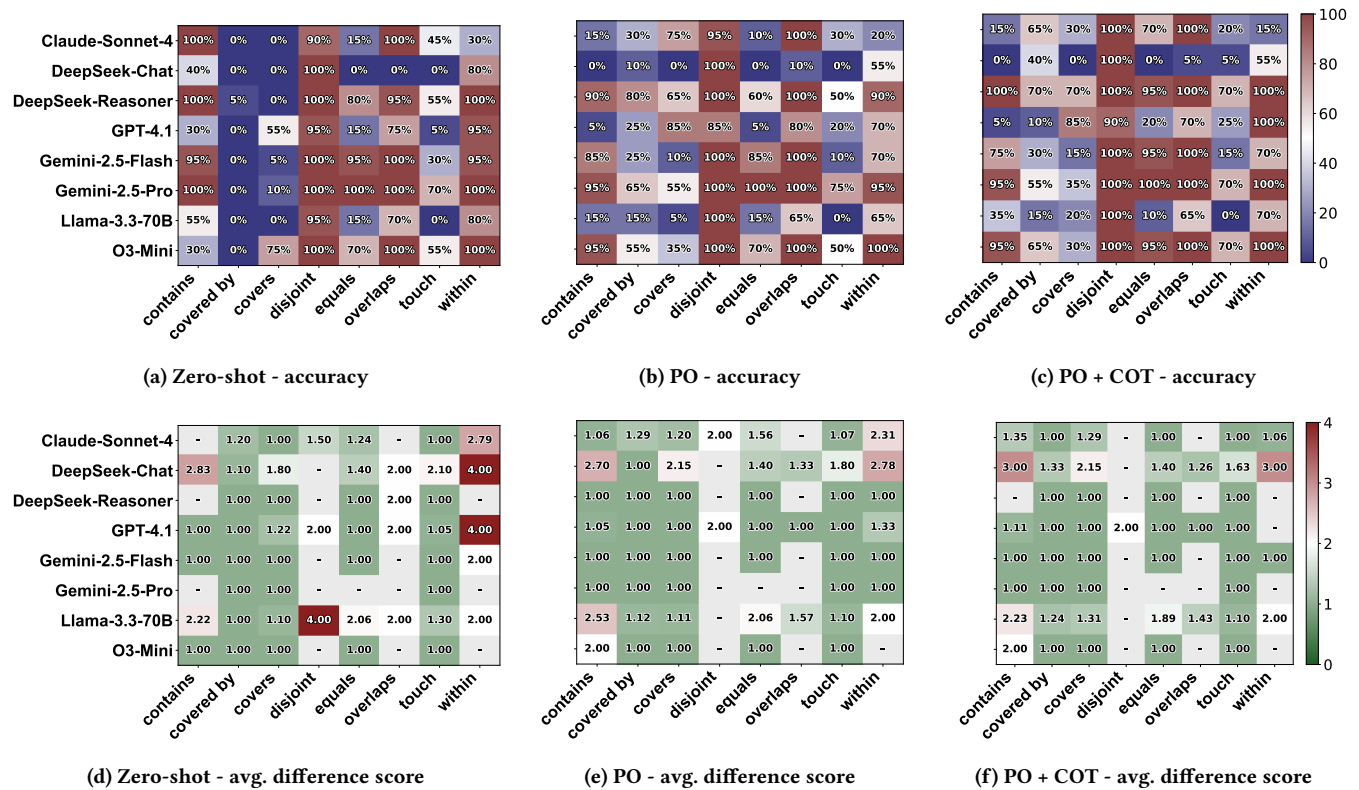 Claude-Sonnet-4 100% 0% 0% 90% 15% 100% 45% 30%
DeepSeek-Chat 40% 0% 0% 100% 0% 0% 0% 80%
DeepSeek-Reasoner 100% 5% 0% 100% 80% 95% 55% 100%
GPT-4.1 30% 0% 55% 95% 15% 75% 5% 95%
Gemini-2.5-Flash 95% 0% 5% 100% 95% 100% 30% 95%
Gemini-2.5-Pro 100% 0% 10% 100% 100% 100% 70% 100%
Llama-3.3-70B 55% 0% 0% 95% 15% 70% 0% 80%
O3-Mini 30% 0% 75% 100% 70% 100% 55% 100%
contains covered by covers disjoint equals overlaps touch within
(a) Zero-shot - accuracy
15% 30% 75% 95% 10% 100% 30% 20%
0% 10% 0% 100% 0% 10% 0% 55%
90% 80% 65% 100% 60% 100% 50% 90%
5% 25% 85% 85% 5% 80% 20% 70%
85% 25% 10% 100% 85% 100% 10% 70%
95% 65% 55% 100% 100% 100% 75% 95%
15% 15% 5% 100% 15% 65% 0% 65%
95% 55% 35% 100% 70% 100% 50% 100%
contains covered by covers disjoint equals overlaps touch within
(b) PO - accuracy
15% 65% 30% 100% 70% 100% 20% 15%
0% 40% 0% 100% 0% 5% 5% 55%
100% 70% 70% 100% 95% 100% 70% 100%
5% 10% 85% 90% 20% 70% 25% 100%
75% 30% 15% 100% 95% 100% 15% 70%
95% 55% 35% 100% 100% 100% 70% 100%
35% 15% 20% 100% 10% 65% 0% 70%
95% 65% 30% 100% 95% 100% 70% 100%
contains covered by covers disjoint equals overlaps touch within
(c) PO + COT - accuracy
100
80
60
40
20
0
Claude-Sonnet-4 - 1.20 1.00 1.50 1.24 - 1.00 2.79
DeepSeek-Chat 2.83 1.10 1.80 - 1.40 2.00 2.10 4.00
DeepSeek-Reasoner - 1.00 1.00 - 1.00 2.00 1.00 -
GPT-4.1 1.00 1.00 1.22 2.00 1.00 2.00 1.05 4.00
Gemini-2.5-Flash 1.00 1.00 1.00 - 1.00 - 1.00 2.00
Gemini-2.5-Pro - 1.00 1.00 - - - 1.00 -
Llama-3.3-70B 2.22 1.00 1.10 4.00 2.06 2.00 1.30 2.00
O3-Mini 1.00 1.00 1.00 - 1.00 - 1.00 -
contains covered by covers disjoint equals overlaps touch within
(d) Zero-shot - avg. difference score
1.06 1.29 1.20 2.00 1.56 - 1.07 2.31
2.70 1.00 2.15 - 1.40 1.33 1.80 2.78
1.00 1.00 1.00 - 1.00 - 1.00 1.00
1.05 1.00 1.00 2.00 1.00 1.00 1.00 1.33
1.00 1.00 1.00 - 1.00 - 1.00 1.00
1.00 1.00 1.00 - - - 1.00 1.00
2.53 1.12 1.11 - 2.06 1.57 1.10 2.00
2.00 1.00 1.00 - 1.00 - 1.00 -
contains covered by covers disjoint equals overlaps touch within
(e) PO - avg. difference score
1.35 1.00 1.29 - 1.00 - 1.00 1.06
3.00 1.33 2.15 - 1.40 1.26 1.63 3.00
- 1.00 1.00 - 1.00 - 1.00 -
1.11 1.00 1.00 2.00 1.00 1.00 1.00 -
1.00 1.00 1.00 - 1.00 - 1.00 1.00
1.00 1.00 1.00 - - - 1.00 -
2.23 1.24 1.31 - 1.89 1.43 1.10 2.00
2.00 1.00 1.00 - 1.00 - 1.00 -
contains covered by covers disjoint equals overlaps touch within
(f) PO + COT - avg. difference score
4
3
2
1
0